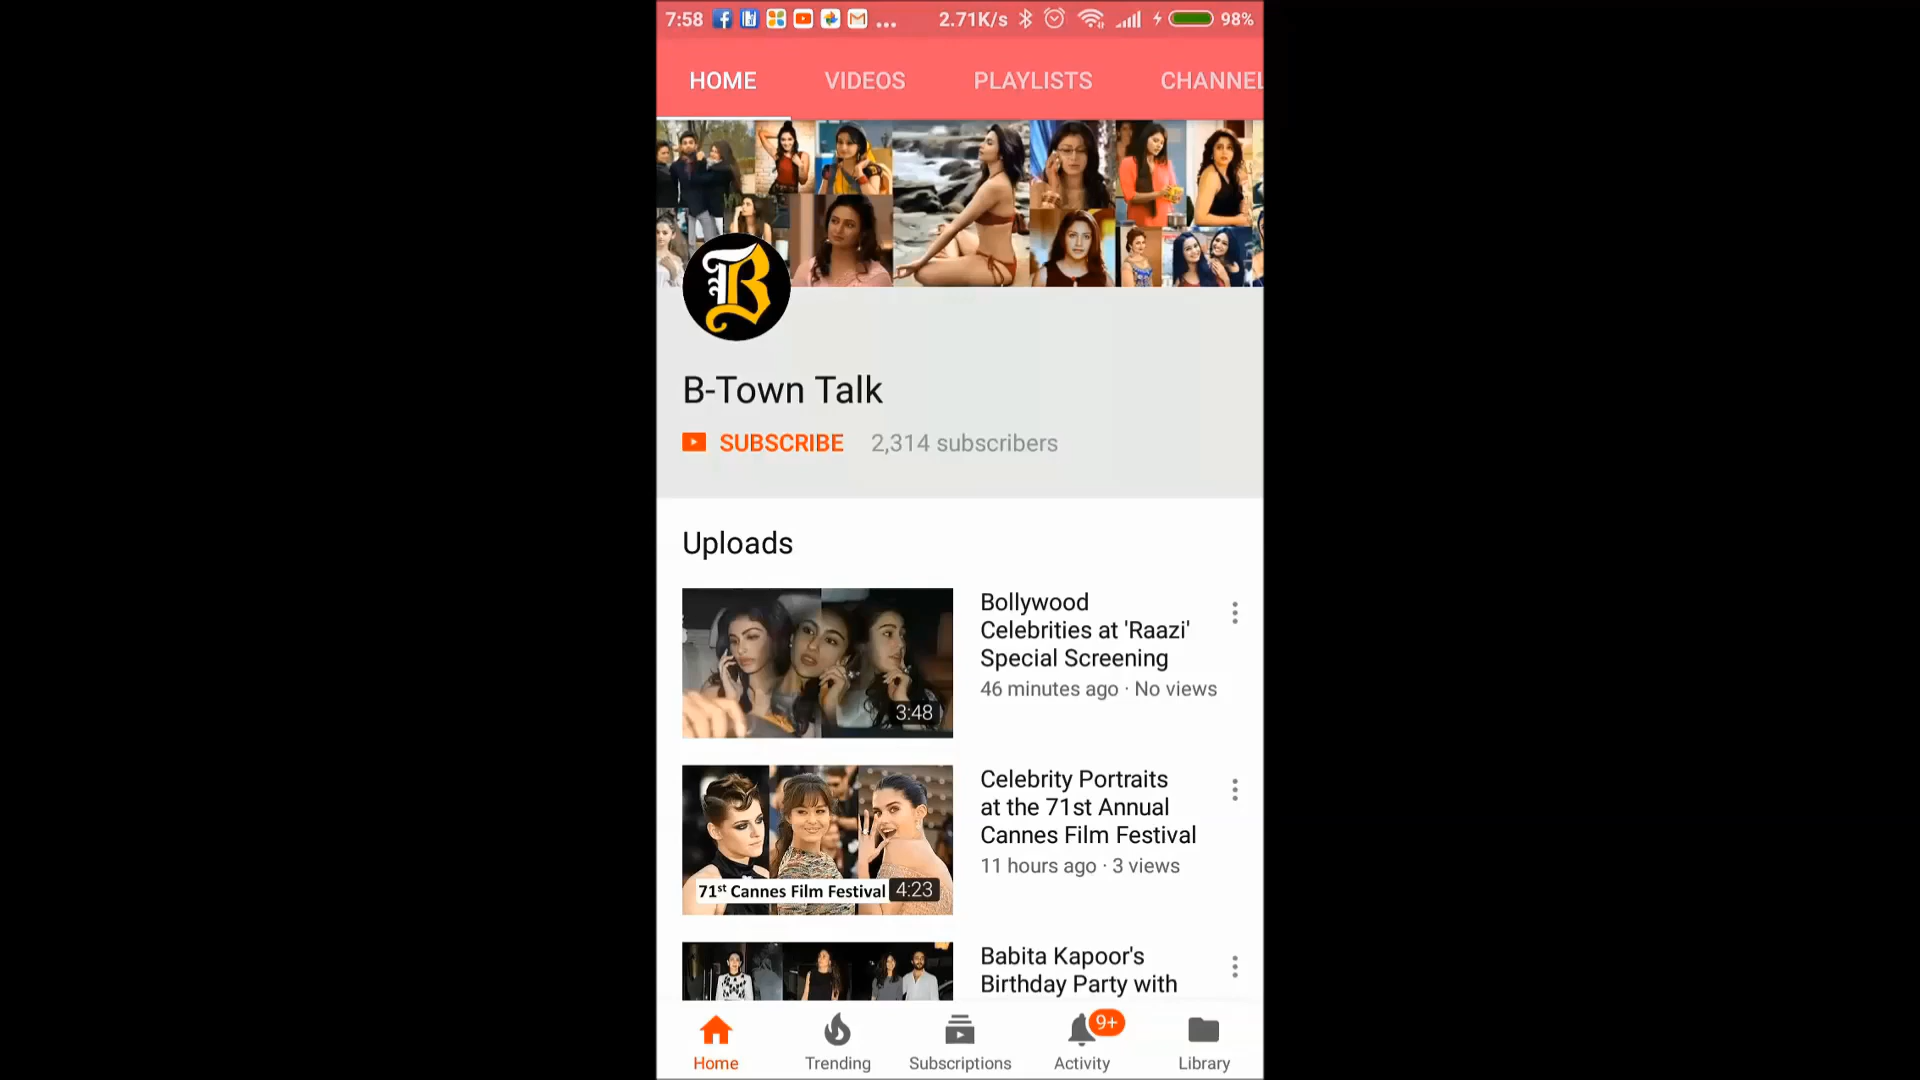 7:58 ... 2.71K/s 98%
HOME VIDEOS PLAYLISTS CHANNEL
B
B-Town Talk
SUBSCRIBE 2,314 subscribers
Uploads
Bollywood
Celebrities at 'Raazi'
Special Screening
46 minutes ago · No views
3:48
Celebrity Portraits
at the 71st Annual
Cannes Film Festival
11 hours ago · 3 views
71st Cannes Film Festival 4:23
Babita Kapoor's
Birthday Party with
9+
Home Trending Subscriptions Activity Library